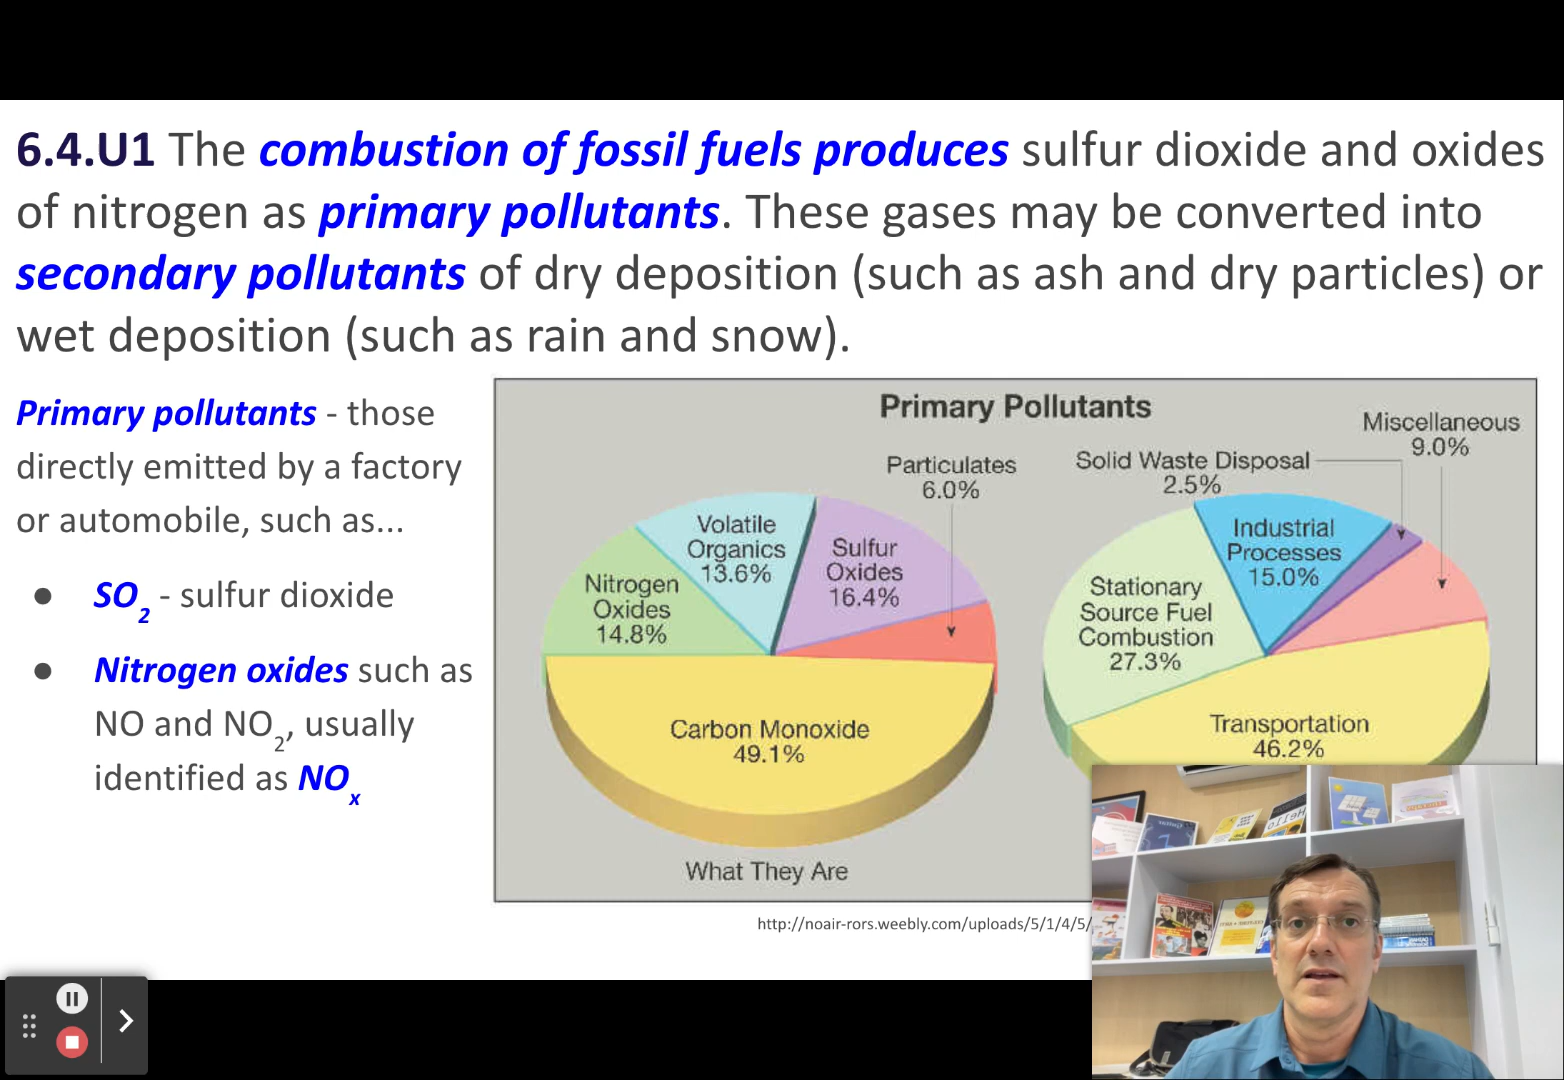 6.4.U1 The combustion of fossil fuels produces sulfur dioxide and oxides
of nitrogen as primary pollutants. These gases may be converted into
secondary pollutants of dry deposition (such as ash and dry particles) or
wet deposition (such as rain and snow).
Primary pollutants - those
directly emitted by a factory
or automobile, such as...
● SO2 - sulfur dioxide
● Nitrogen oxides such as
NO and NO2, usually
identified as NOx
Primary Pollutants
Particulates
6.0%
Volatile
Organics
13.6%
Sulfur
Oxides
16.4%
Nitrogen
Oxides
14.8%
Carbon Monoxide
49.1%
What They Are
Miscellaneous
9.0%
Solid Waste Disposal
2.5%
Industrial
Processes
15.0%
Stationary
Source Fuel
Combustion
27.3%
Transportation
46.2%
http://noair-rors.weebly.com/uploads/5/1/4/5/
Hello